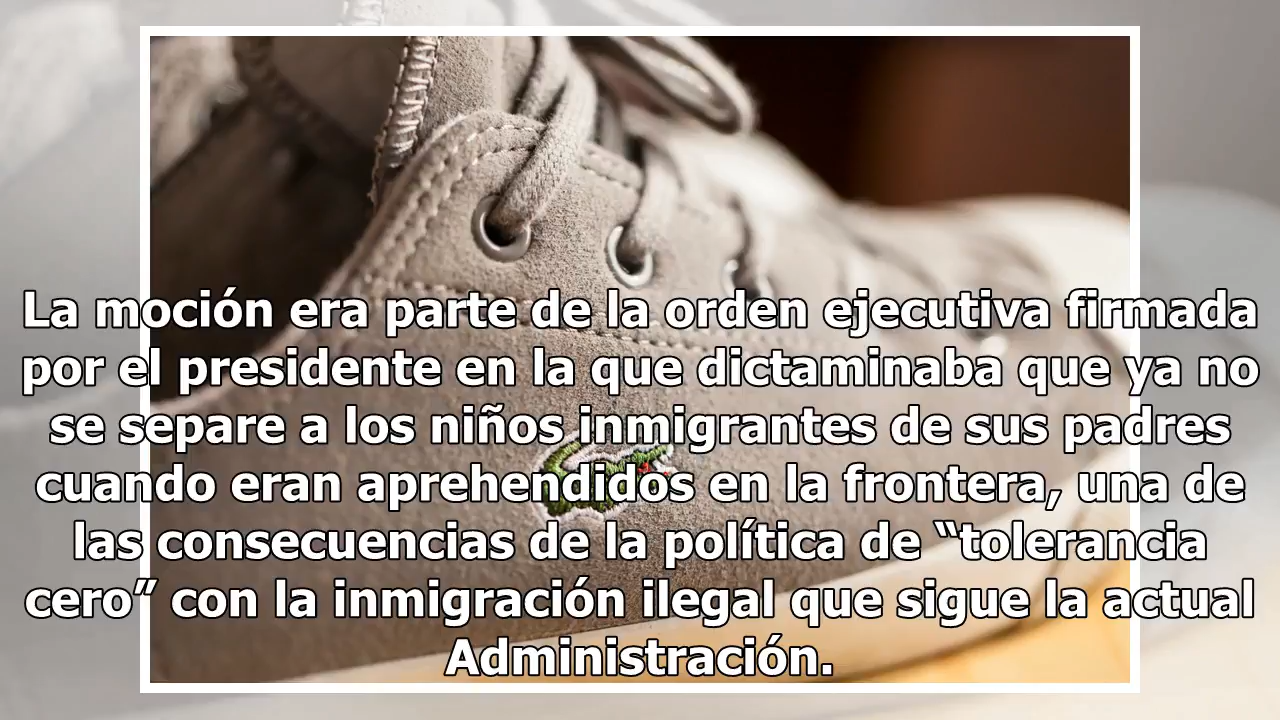 La moción era parte de la orden ejecutiva firmada
por el presidente en la que dictaminaba que ya no
se separe a los niños inmigrantes de sus padres
cuando eran aprehendidos en la frontera, una de
las consecuencias de la política de “tolerancia
cero” con la inmigración ilegal que sigue la actual
Administración.